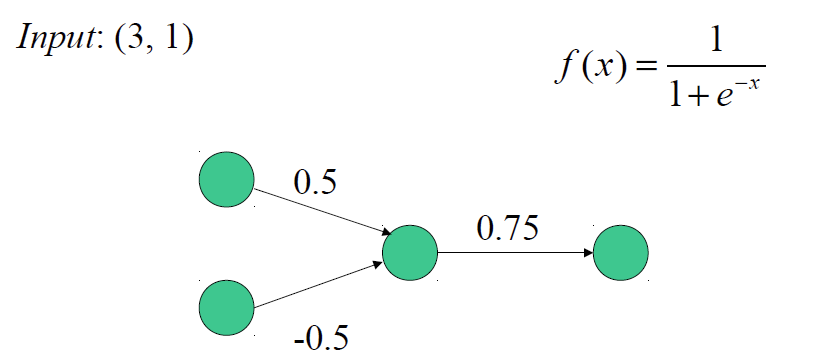 Input: (3, 1)
f(x) = 1 / (1 + e^{-x})
0.5
0.75
-0.5